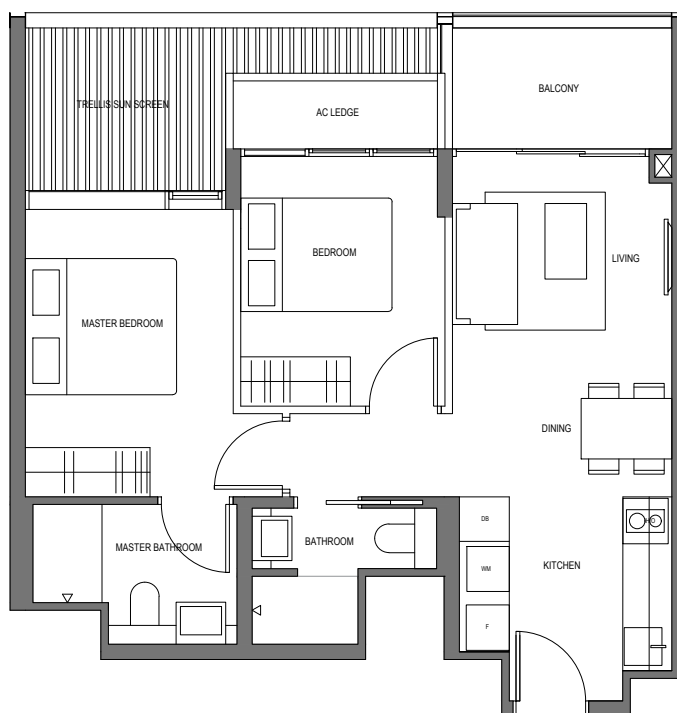 BALCONY
TRELLIS SUN SCREEN
AC LEDGE
BEDROOM
LIVING
MASTER BEDROOM
DINING
DB
MASTER BATHROOM
BATHROOM
WM
KITCHEN
F